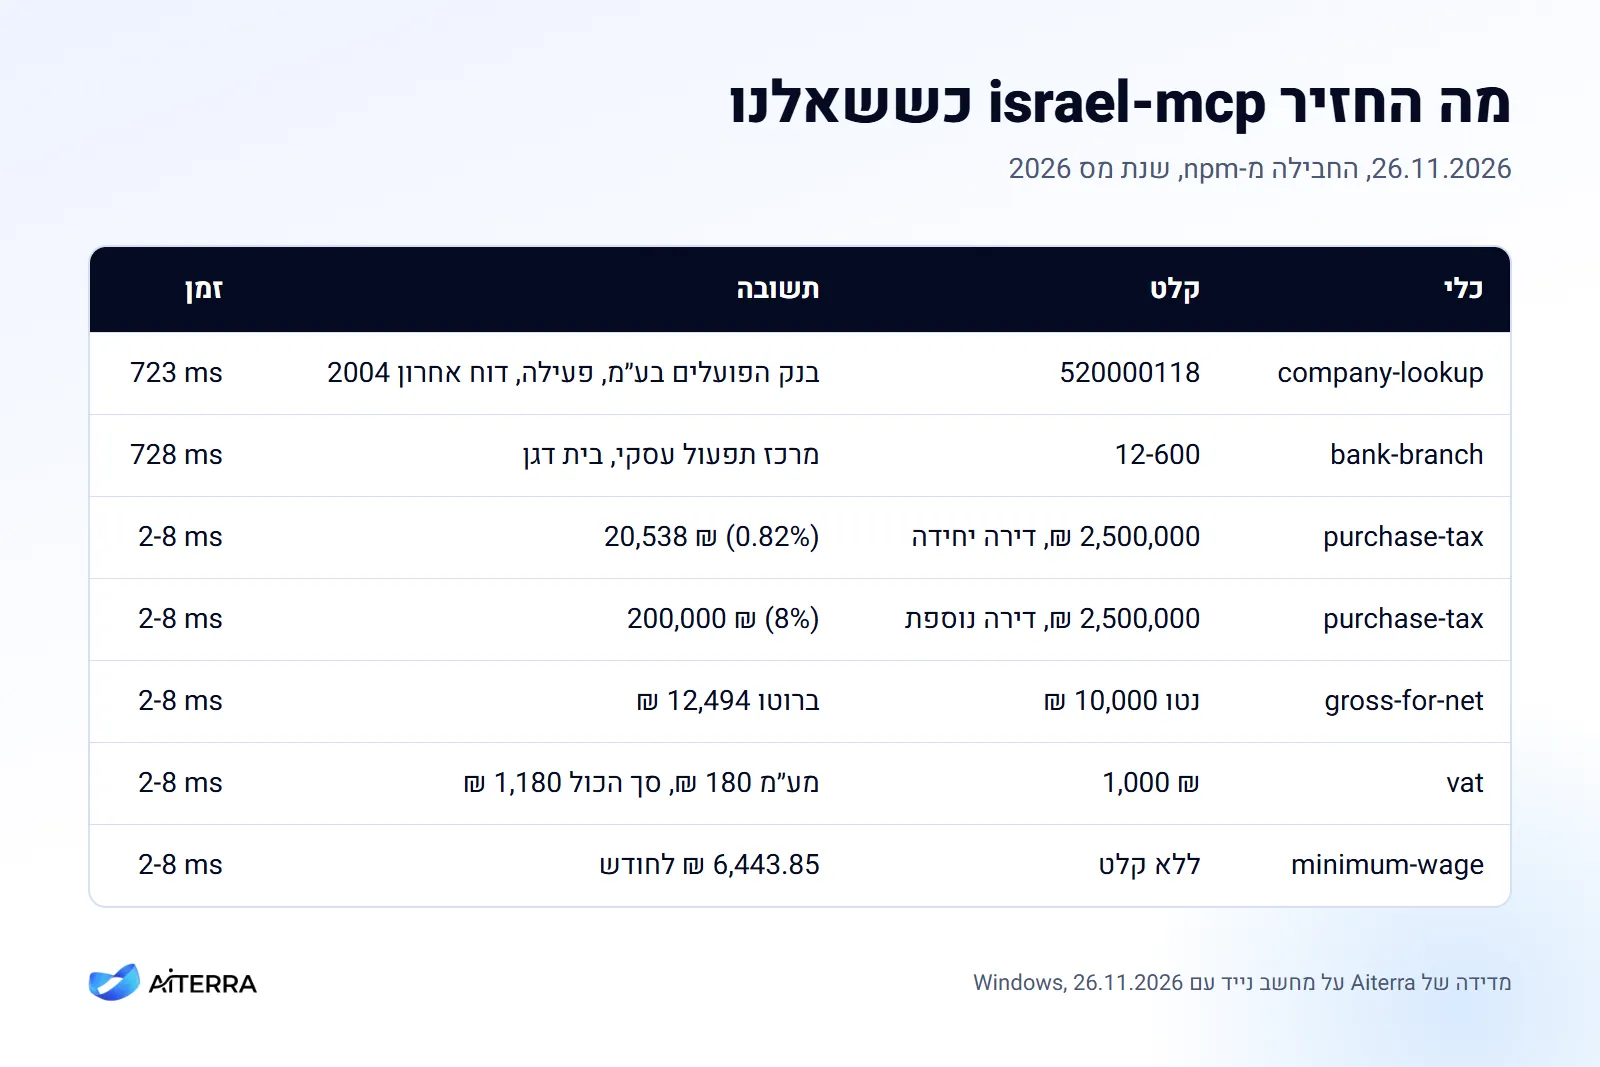 מה החזיר israel-mcp כששאלנו
26.11.2026, החבילה מ-npm, שנת מס 2026
כלי קלט תשובה זמן
company-lookup 520000118 בנק הפועלים בע״מ, פעילה, דוח אחרון 2004 723 ms
bank-branch 12-600 מרכז תפעול עסקי, בית דגן 728 ms
purchase-tax 2,500,000 ₪, דירה יחידה 20,538 ₪ (0.82%) 2-8 ms
purchase-tax 2,500,000 ₪, דירה נוספת 200,000 ₪ (8%) 2-8 ms
gross-for-net נטו 10,000 ₪ ברוטו 12,494 ₪ 2-8 ms
vat 1,000 ₪ מע״מ 180 ₪, סך הכול 1,180 ₪ 2-8 ms
minimum-wage ללא קלט 6,443.85 ₪ לחודש 2-8 ms
מדידה של Aiterra על מחשב נייד עם Windows, 26.11.2026
AITERRA